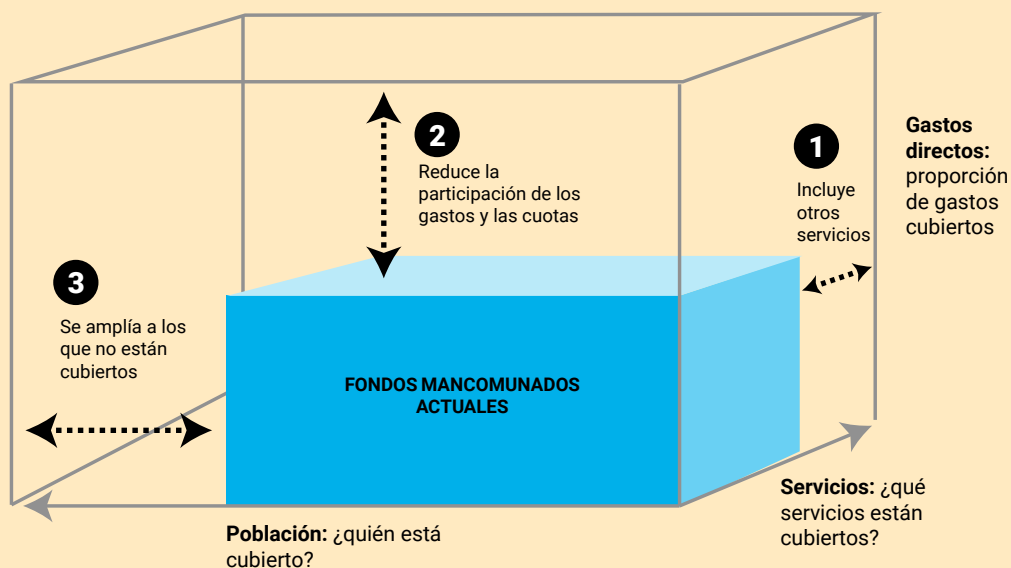 2
Reduce la
participación de los
gastos y las cuotas
1
Incluye
otros
servicios
Gastos
directos:
proporción
de gastos
cubiertos
3
Se amplía a los
que no están
cubiertos
FONDOS MANCOMUNADOS
ACTUALES
Servicios: ¿qué
servicios están
cubiertos?
Población: ¿quién está
cubierto?